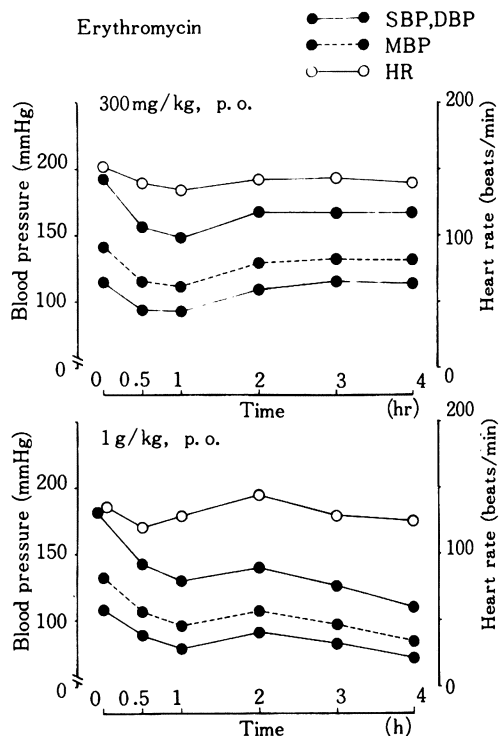 Erythromycin
SBP,DBP
MBP
HR
300mg/kg, p.o.
Blood pressure (mmHg)
200
150
100
0
Heart rate (beats/min)
200
100
0
0 0.5 1 2 3 4
Time (hr)
1g/kg, p.o.
Blood pressure (mmHg)
200
150
100
0
Heart rate (beats/min)
200
100
0
0 0.5 1 2 3 4
Time (h)